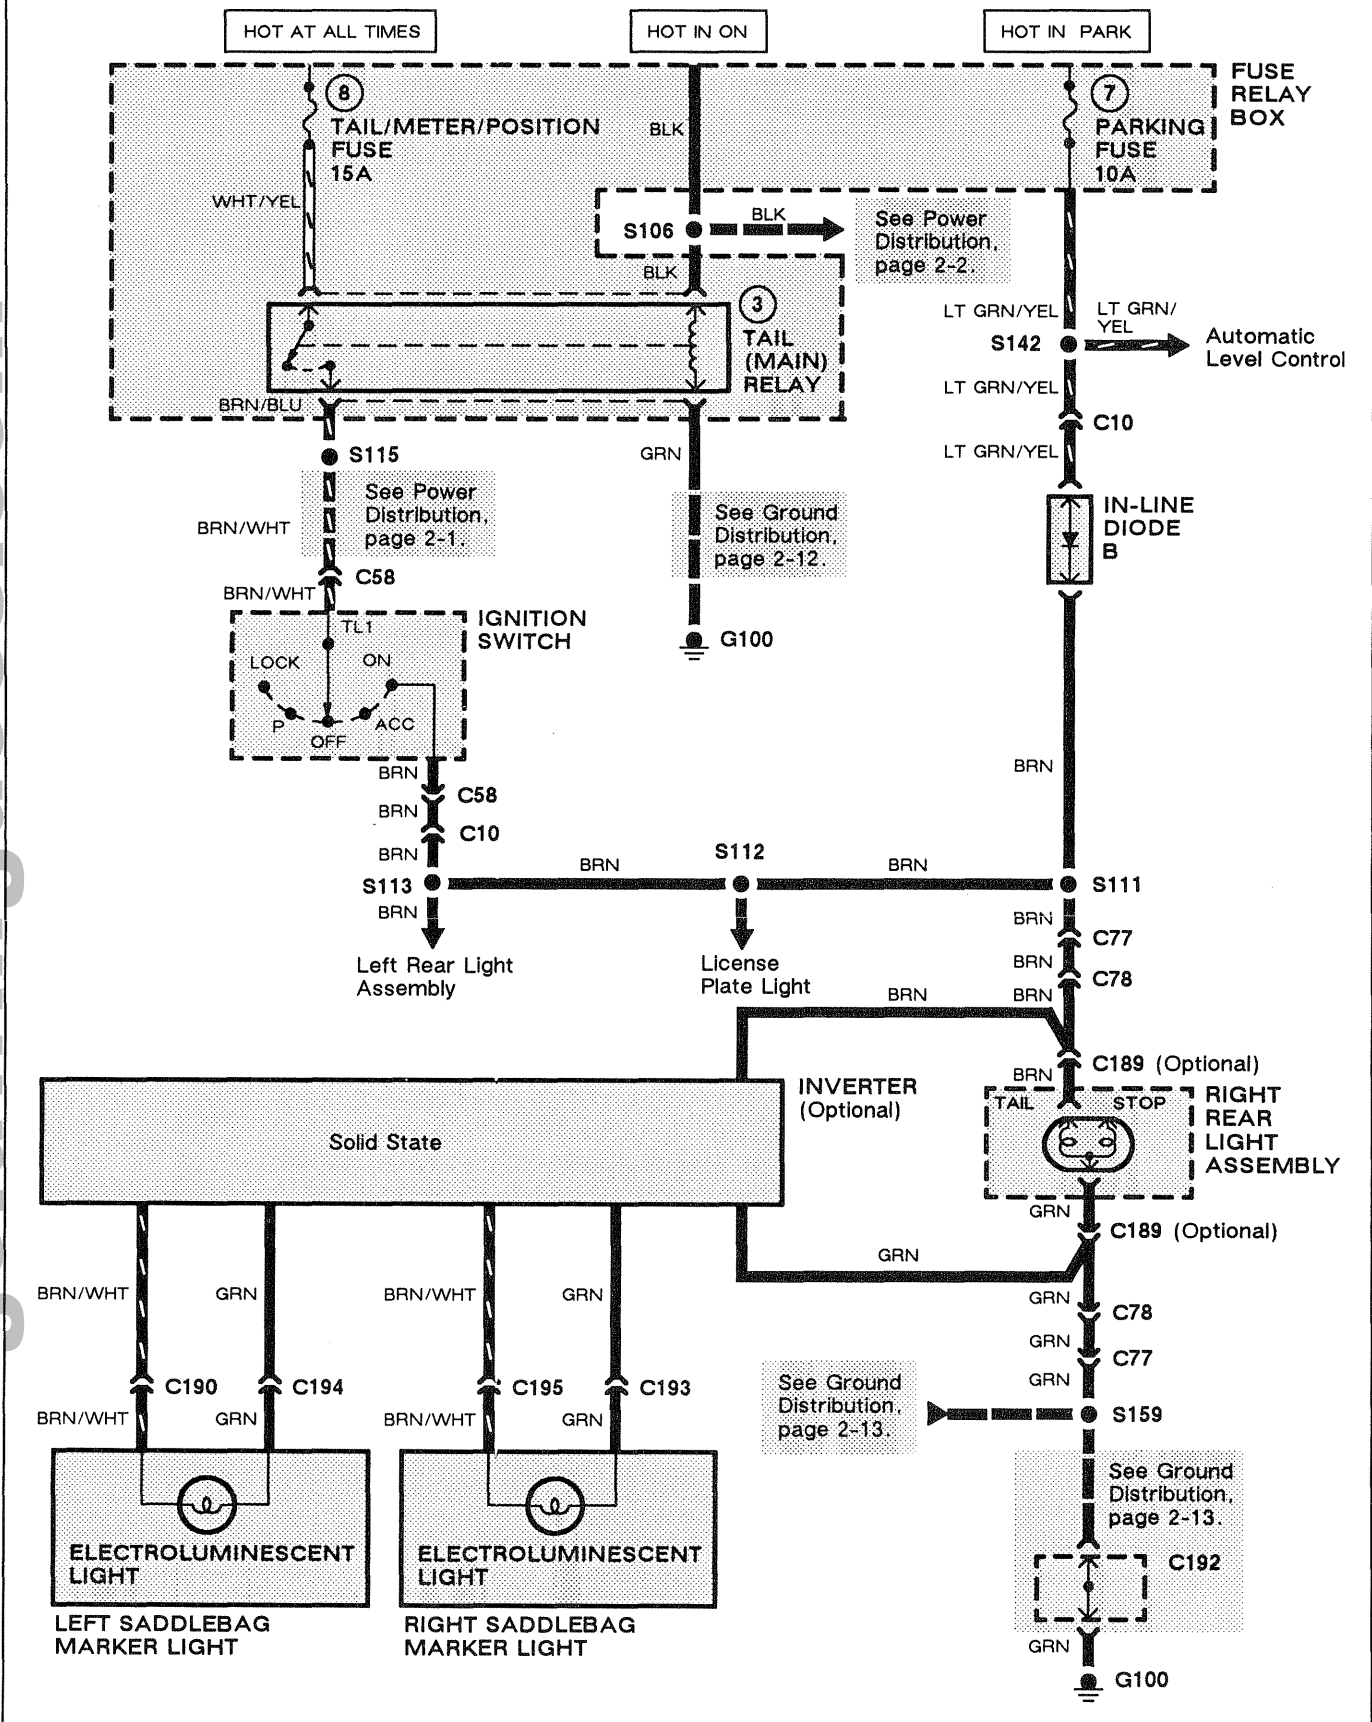 HOT AT ALL TIMES
HOT IN ON
HOT IN PARK
FUSE
RELAY
BOX
8
TAIL/METER/POSITION
FUSE
15A
BLK
7
PARKING
FUSE
10A
WHT/YEL
S106
BLK
See Power
Distribution,
page 2-2.
BLK
3
TAIL
(MAIN)
RELAY
LT GRN/YEL
LT GRN/
YEL
S142
Automatic
Level Control
LT GRN/YEL
C10
LT GRN/YEL
BRN/BLU
S115
GRN
See Power
Distribution,
page 2-1.
BRN/WHT
C58
BRN/WHT
See Ground
Distribution,
page 2-12.
G100
IN-LINE
DIODE
B
IGNITION
SWITCH
TL1
LOCK
ON
P
OFF
ACC
BRN
BRN
C58
BRN
C10
BRN
S113
BRN
S112
BRN
S111
BRN
Left Rear Light
Assembly
License
Plate Light
BRN
C77
BRN
C78
BRN
BRN
C189 (Optional)
BRN
INVERTER
(Optional)
Solid State
TAIL
STOP
RIGHT
REAR
LIGHT
ASSEMBLY
GRN
C189 (Optional)
GRN
GRN
C78
GRN
C77
GRN
BRN/WHT
GRN
BRN/WHT
GRN
C190
C194
C195
C193
BRN/WHT
GRN
BRN/WHT
GRN
See Ground
Distribution,
page 2-13.
S159
See Ground
Distribution,
page 2-13.
C192
GRN
G100
ELECTROLUMINESCENT
LIGHT
LEFT SADDLEBAG
MARKER LIGHT
ELECTROLUMINESCENT
LIGHT
RIGHT SADDLEBAG
MARKER LIGHT